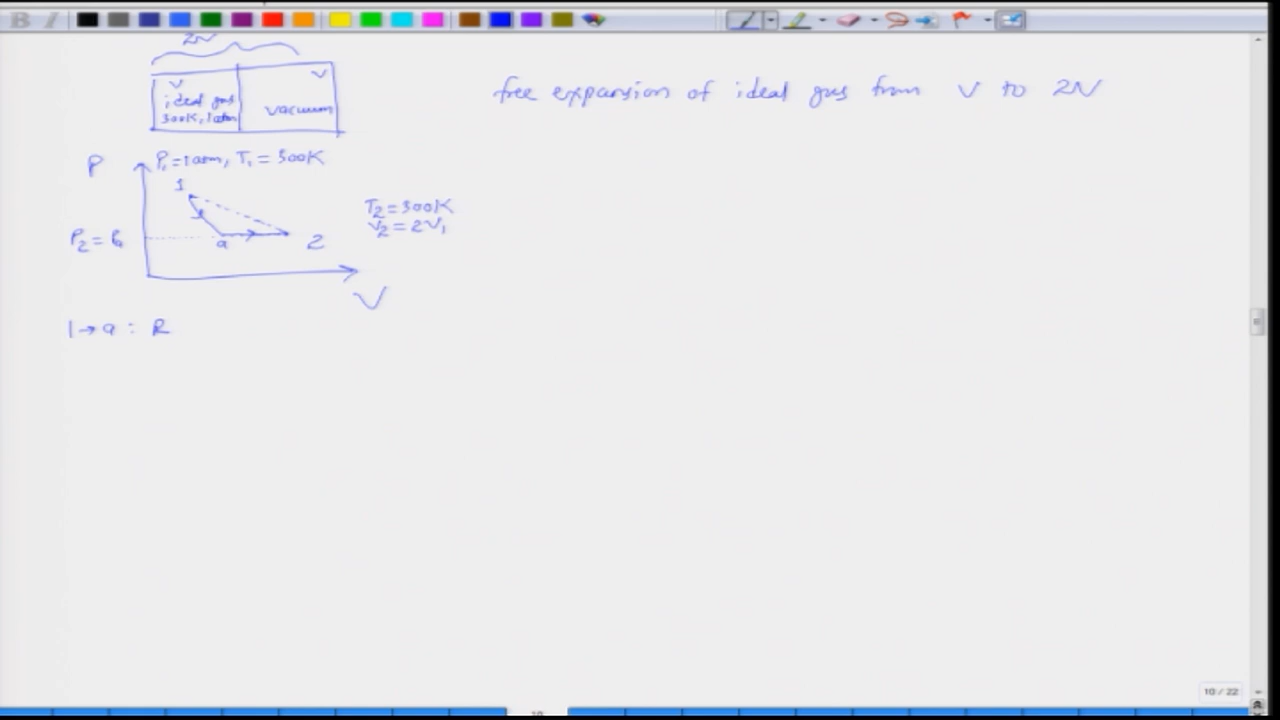 2V
V V
ideal gas
300K, 1atm
vacuum
free expansion of ideal gas from V to 2V
P
P₁=1atm, T₁=300K
1
T₂=300K
V₂=2V₁
P₂=
a
2
V
1→a : R
10 / 22